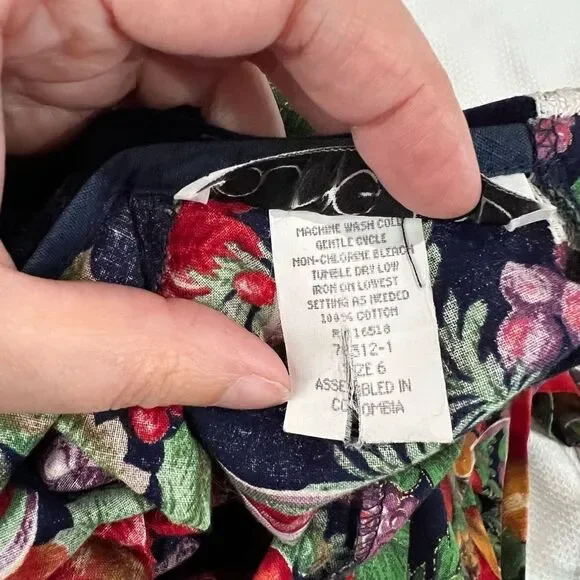 MACHINE WASH COLD
GENTLE CYCLE
NON-CHLORINE BLEACH
TUMBLE DRY LOW
IRON ON LOWEST
SETTING AS NEEDED
100% COTTON
16518
SIZE 6
ASSEMBLED IN
COLOMBIA